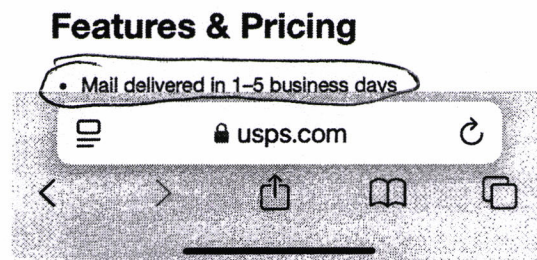 Features & Pricing
• Mail delivered in 1–5 business days
usps.com